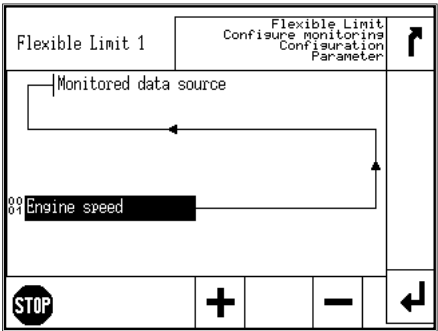 Flexible Limit 1
Flexible Limit
Configure monitoring
Configuration
Parameter
Monitored data source
00
01
Engine speed
STOP
+
−